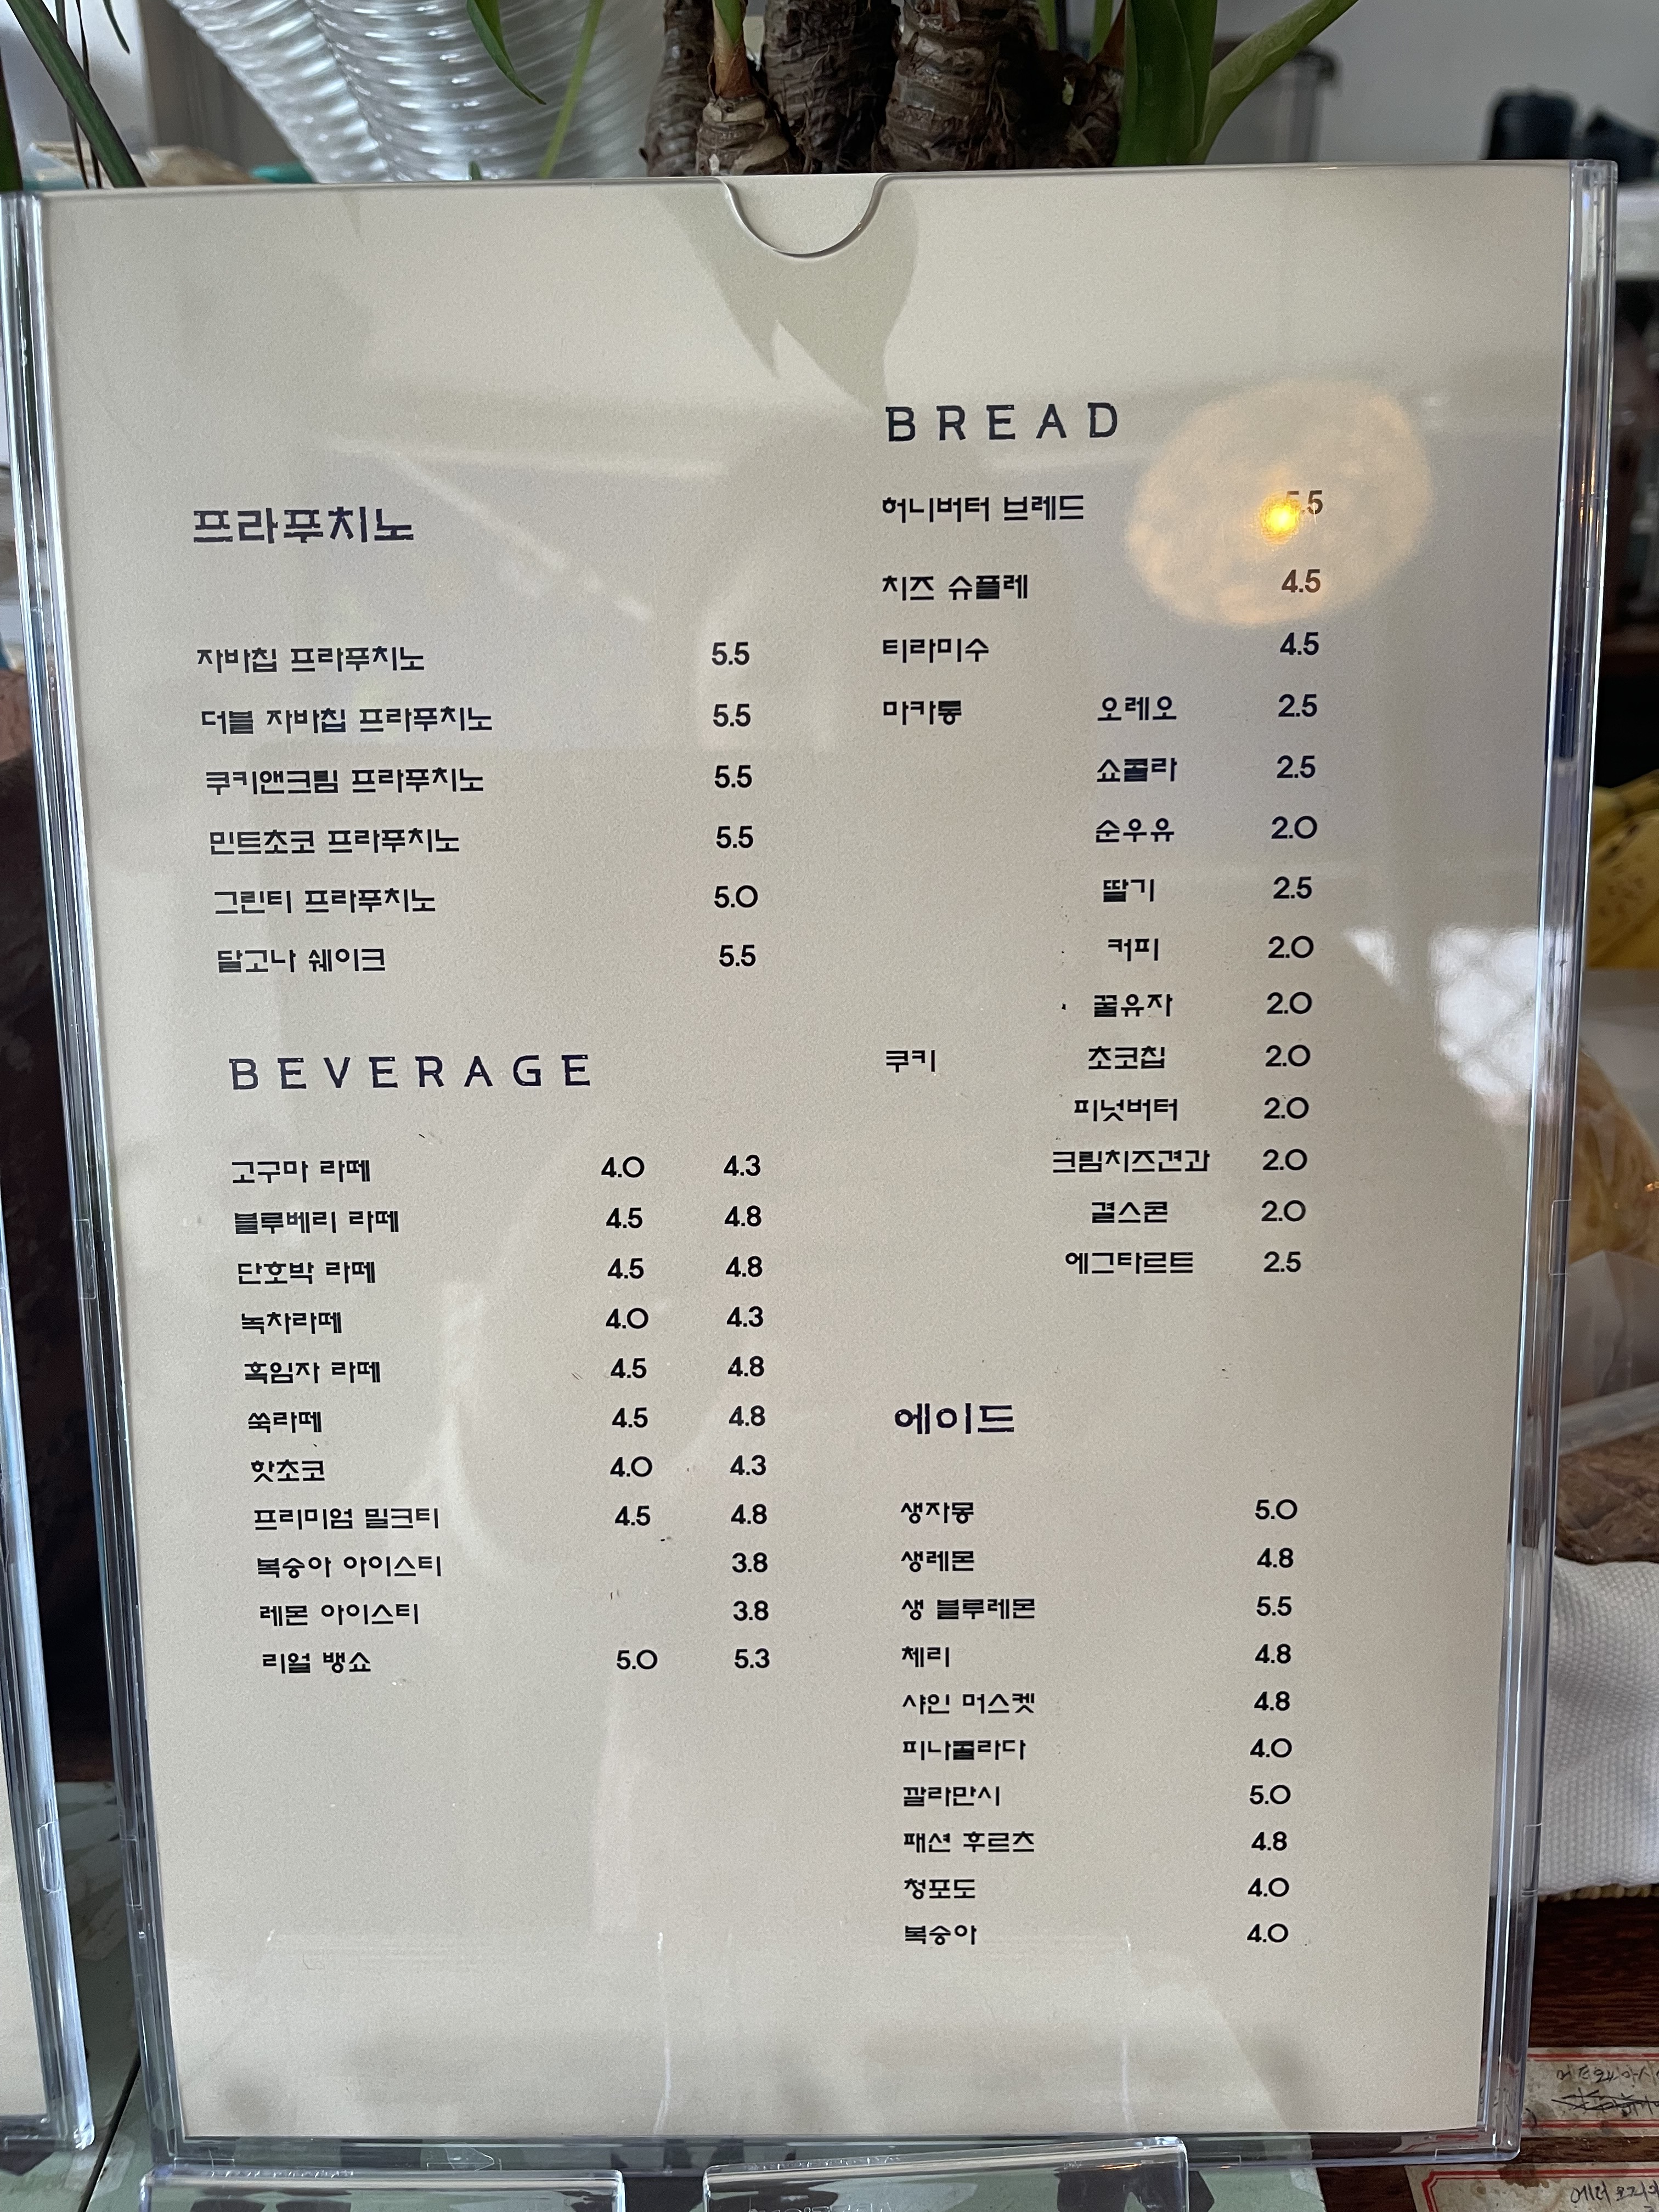 프라푸치노
자바칩 프라푸치노 5.5
더블 자바칩 프라푸치노 5.5
쿠키앤크림 프라푸치노 5.5
민트초코 프라푸치노 5.5
그린티 프라푸치노 5.0
달고나 쉐이크 5.5
BEVERAGE
고구마 라떼 4.0 4.3
블루베리 라떼 4.5 4.8
단호박 라떼 4.5 4.8
녹차라떼 4.0 4.3
흑임자 라떼 4.5 4.8
쑥라떼 4.5 4.8
핫초코 4.0 4.3
프리미엄 밀크티 4.5 4.8
복숭아 아이스티 3.8
레몬 아이스티 3.8
리얼 뱅쇼 5.0 5.3
BREAD
허니버터 브레드 5.5
치즈 슈플레 4.5
티라미수 4.5
마카롱 오레오 2.5
쇼콜라 2.5
순우유 2.0
딸기 2.5
커피 2.0
꿀유자 2.0
쿠키 초코칩 2.0
피넛버터 2.0
크림치즈견과 2.0
결스콘 2.0
에그타르트 2.5
에이드
생자몽 5.0
생레몬 4.8
생 블루레몬 5.5
체리 4.8
샤인 머스켓 4.8
피나콜라다 4.0
깔라만시 5.0
패션 후르츠 4.8
청포도 4.0
복숭아 4.0